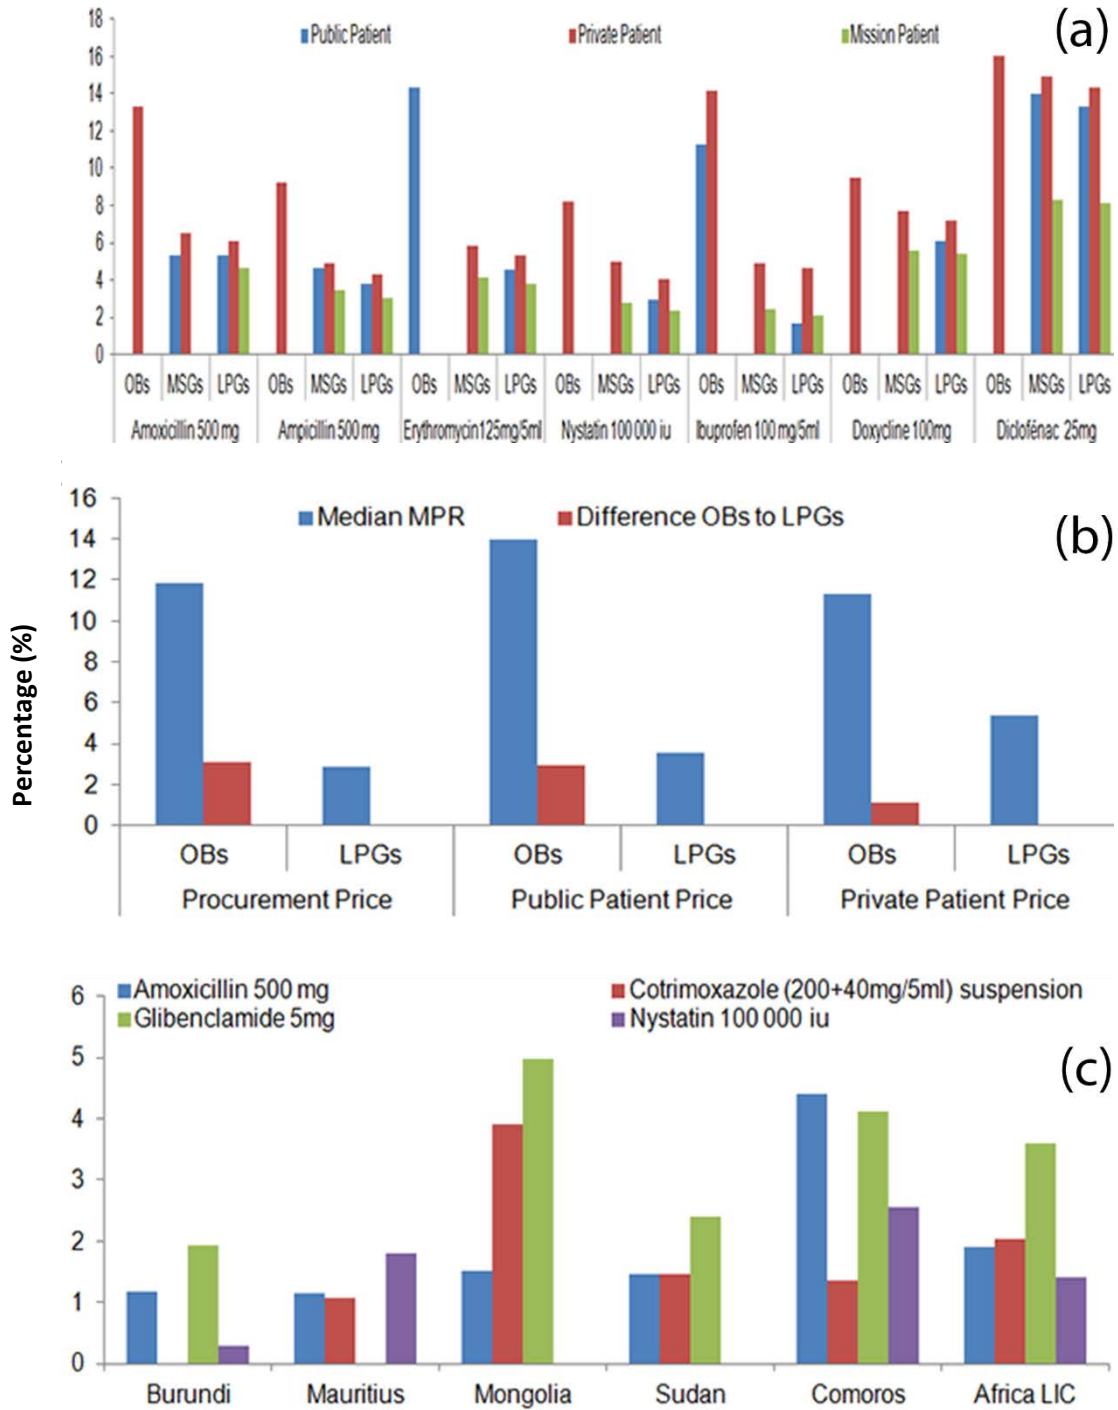 (a)
Public Patient Private Patient Mission Patient
18
16
14
12
10
8
6
4
2
0
OBs MSGs LPGs OBs MSGs LPGs OBs MSGs LPGs OBs MSGs LPGs OBs MSGs LPGs OBs MSGs LPGs OBs MSGs LPGs
Amoxicillin 500 mg Ampicillin 500 mg Erythromycin125mg/5ml Nystatin 100 000 iu Ibuprofen 100 mg/5ml Doxycline 100mg Diclofénac 25mg
(b)
Median MPR Difference OBs to LPGs
Percentage (%)
16
14
12
10
8
6
4
2
0
OBs LPGs OBs LPGs OBs LPGs
Procurement Price Public Patient Price Private Patient Price
(c)
Amoxicillin 500 mg Cotrimoxazole (200+40mg/5ml) suspension
Glibenclamide 5mg Nystatin 100 000 iu
6
5
4
3
2
1
0
Burundi Mauritius Mongolia Sudan Comoros Africa LIC